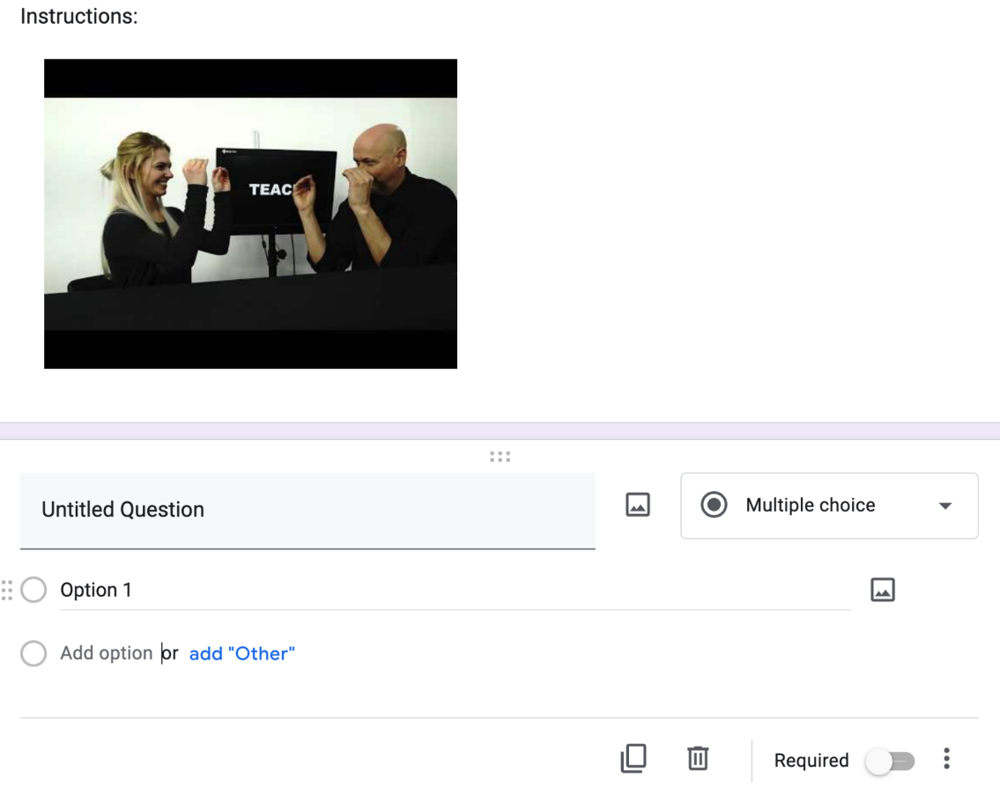 Instructions:
TEAC
Untitled Question
Multiple choice
Option 1
Add option or add "Other"
Required